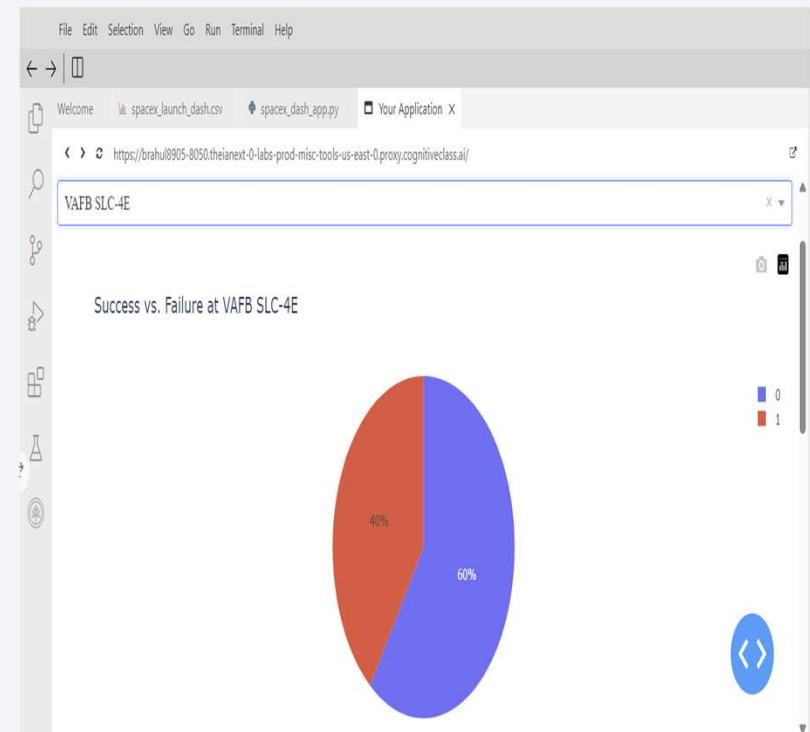 File Edit Selection View Go Run Terminal Help
Welcome spacex_launch_dash.csv spacex_dash_app.py Your Application X
https://brahul8905-8050.theianext-0-labs-prod-misc-tools-us-east-0.proxy.cognitiveclass.ai/
VAFB SLC-4E
Success vs. Failure at VAFB SLC-4E
0
1
40%
60%